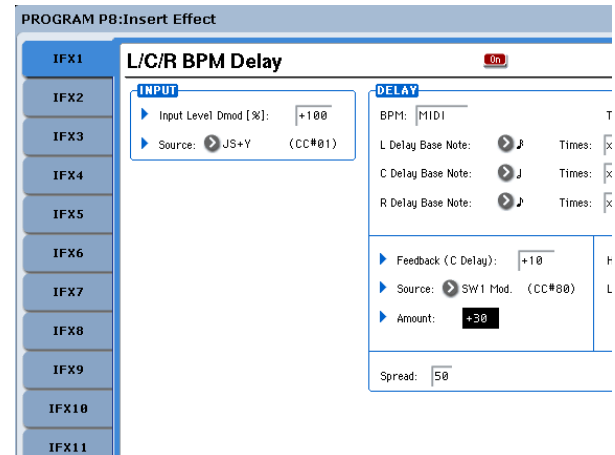 PROGRAM P8:Insert Effect
IFX1
IFX2
IFX3
IFX4
IFX5
IFX6
IFX7
IFX8
IFX9
IFX10
IFX11
L/C/R BPM Delay
On
INPUT
Input Level Dmod [%]: +100
Source: JS+Y (CC#01)
DELAY
BPM: MIDI T
L Delay Base Note: Times: x
C Delay Base Note: Times: x
R Delay Base Note: Times: x
Feedback (C Delay): +10 H
Source: SW1 Mod. (CC#80) L
Amount: +30
Spread: 50